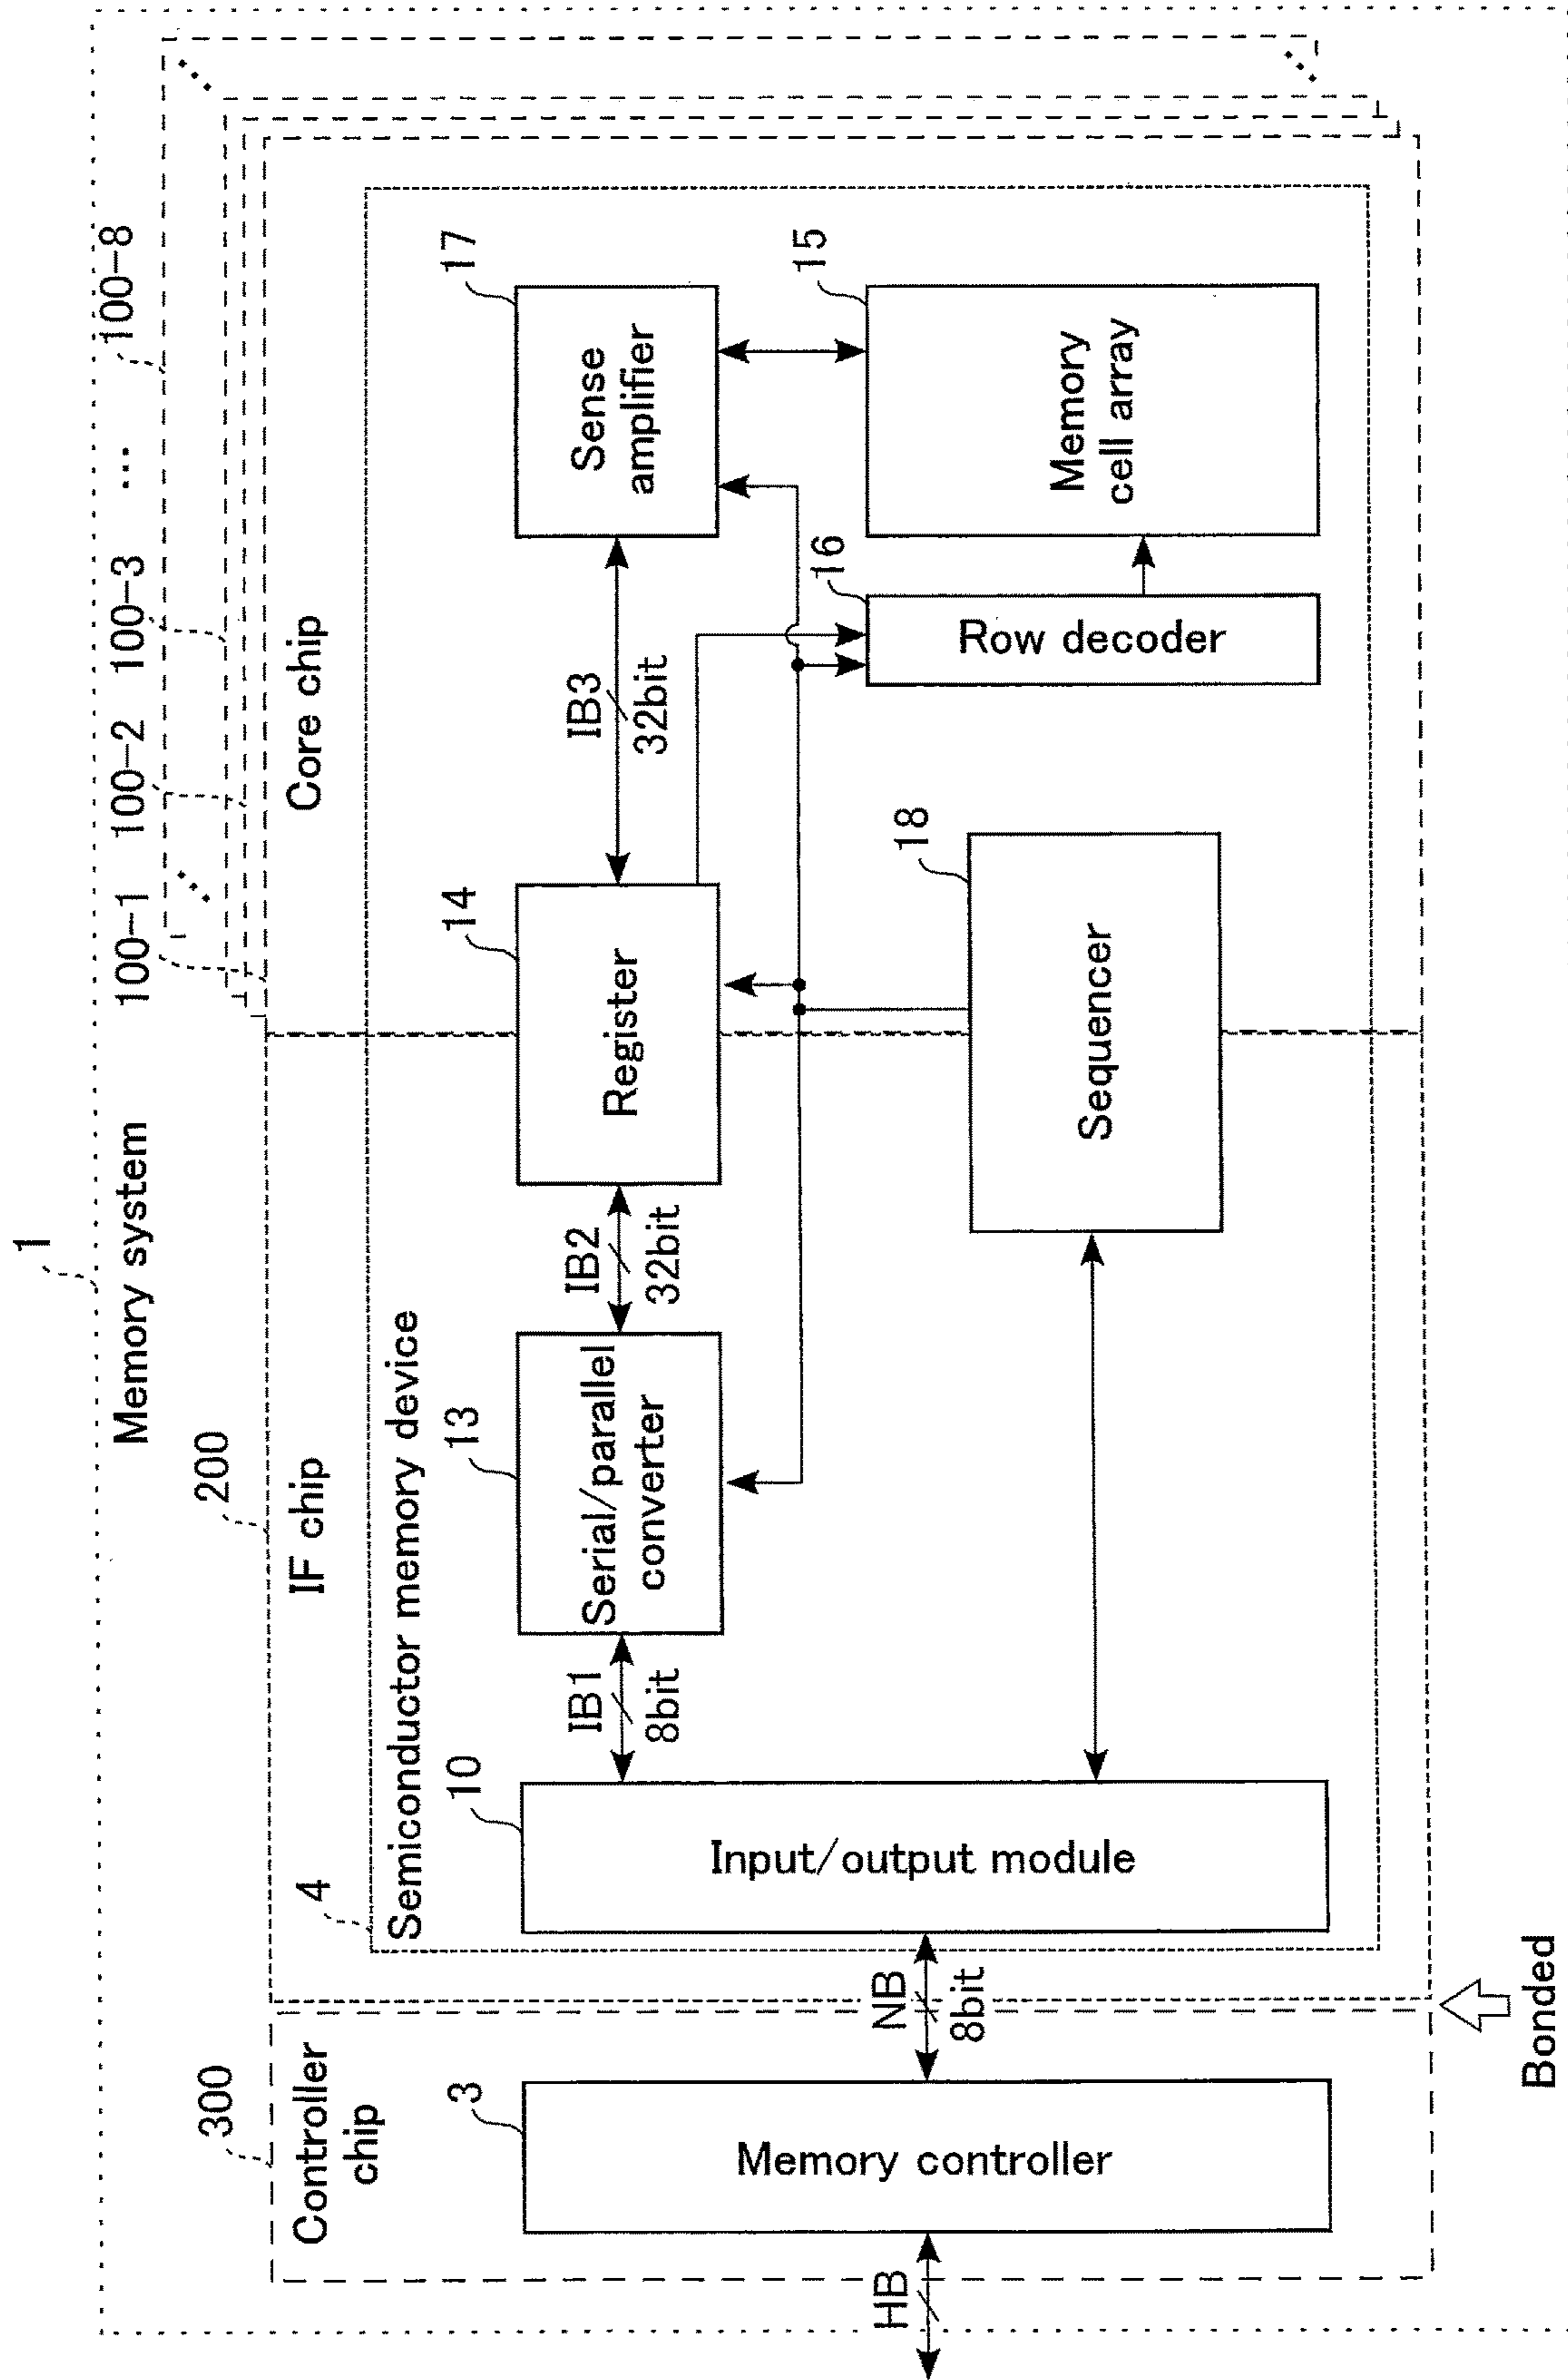 1
Memory system
100-1
100-2
100-3
...
100-8
300
Controller
chip
200
IF chip
Core chip
4
Semiconductor memory device
HB
3
Memory controller
NB
8bit
10
Input/output module
IB1
8bit
13
Serial/parallel
converter
IB2
32bit
14
Register
IB3
32bit
17
Sense
amplifier
18
Sequencer
16
Row decoder
15
Memory
cell array
Bonded